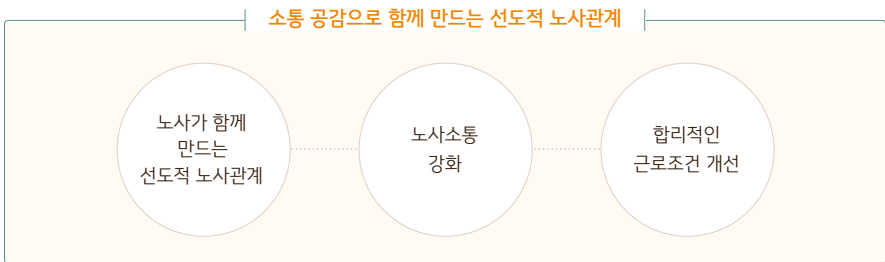 소통 공감으로 함께 만드는 선도적 노사관계
노사가 함께
만드는
선도적 노사관계
노사소통
강화
합리적인
근로조건 개선